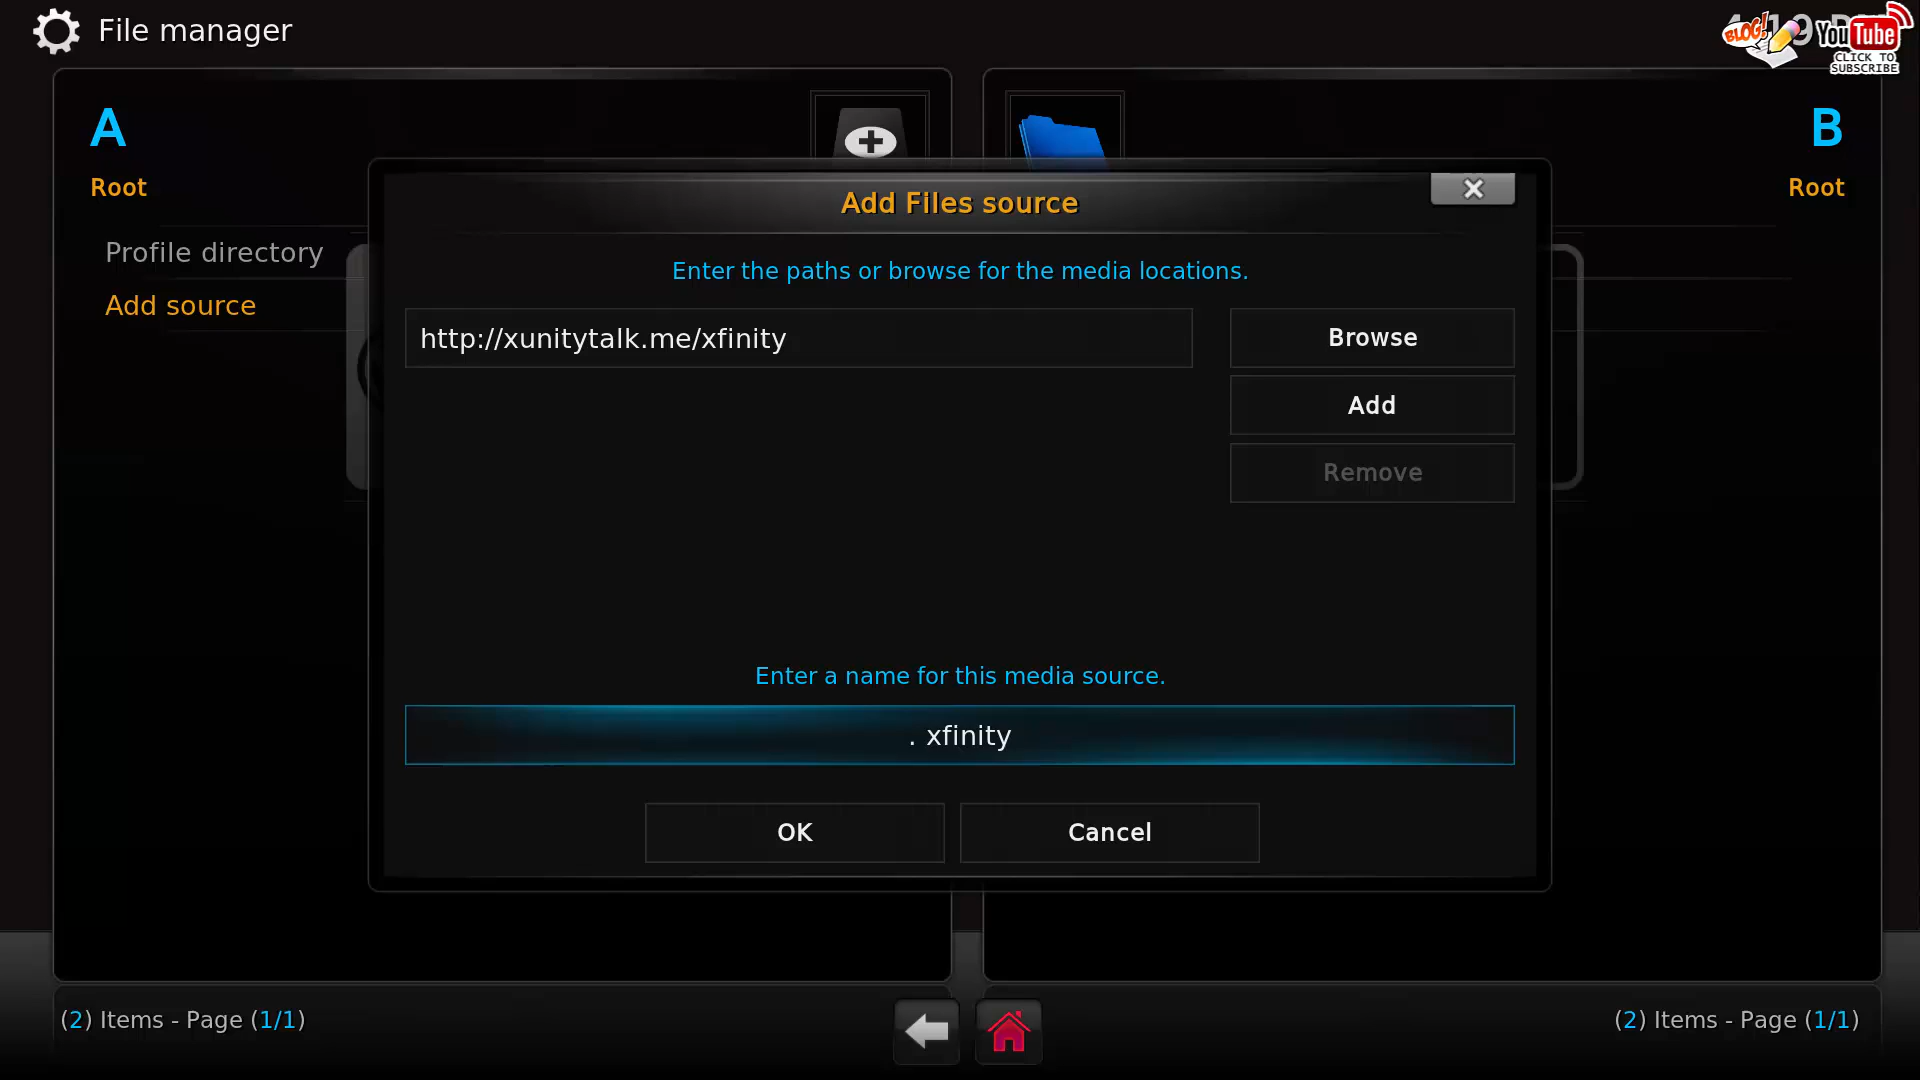 File manager
BLOG!
YouTube
CLICK TO
SUBSCRIBE
A
B
Root
Root
Profile directory
Add source
Add Files source
Enter the paths or browse for the media locations.
http://xunitytalk.me/xfinity
Browse
Add
Remove
Enter a name for this media source.
. xfinity
OK
Cancel
(2) Items - Page (1/1)
(2) Items - Page (1/1)